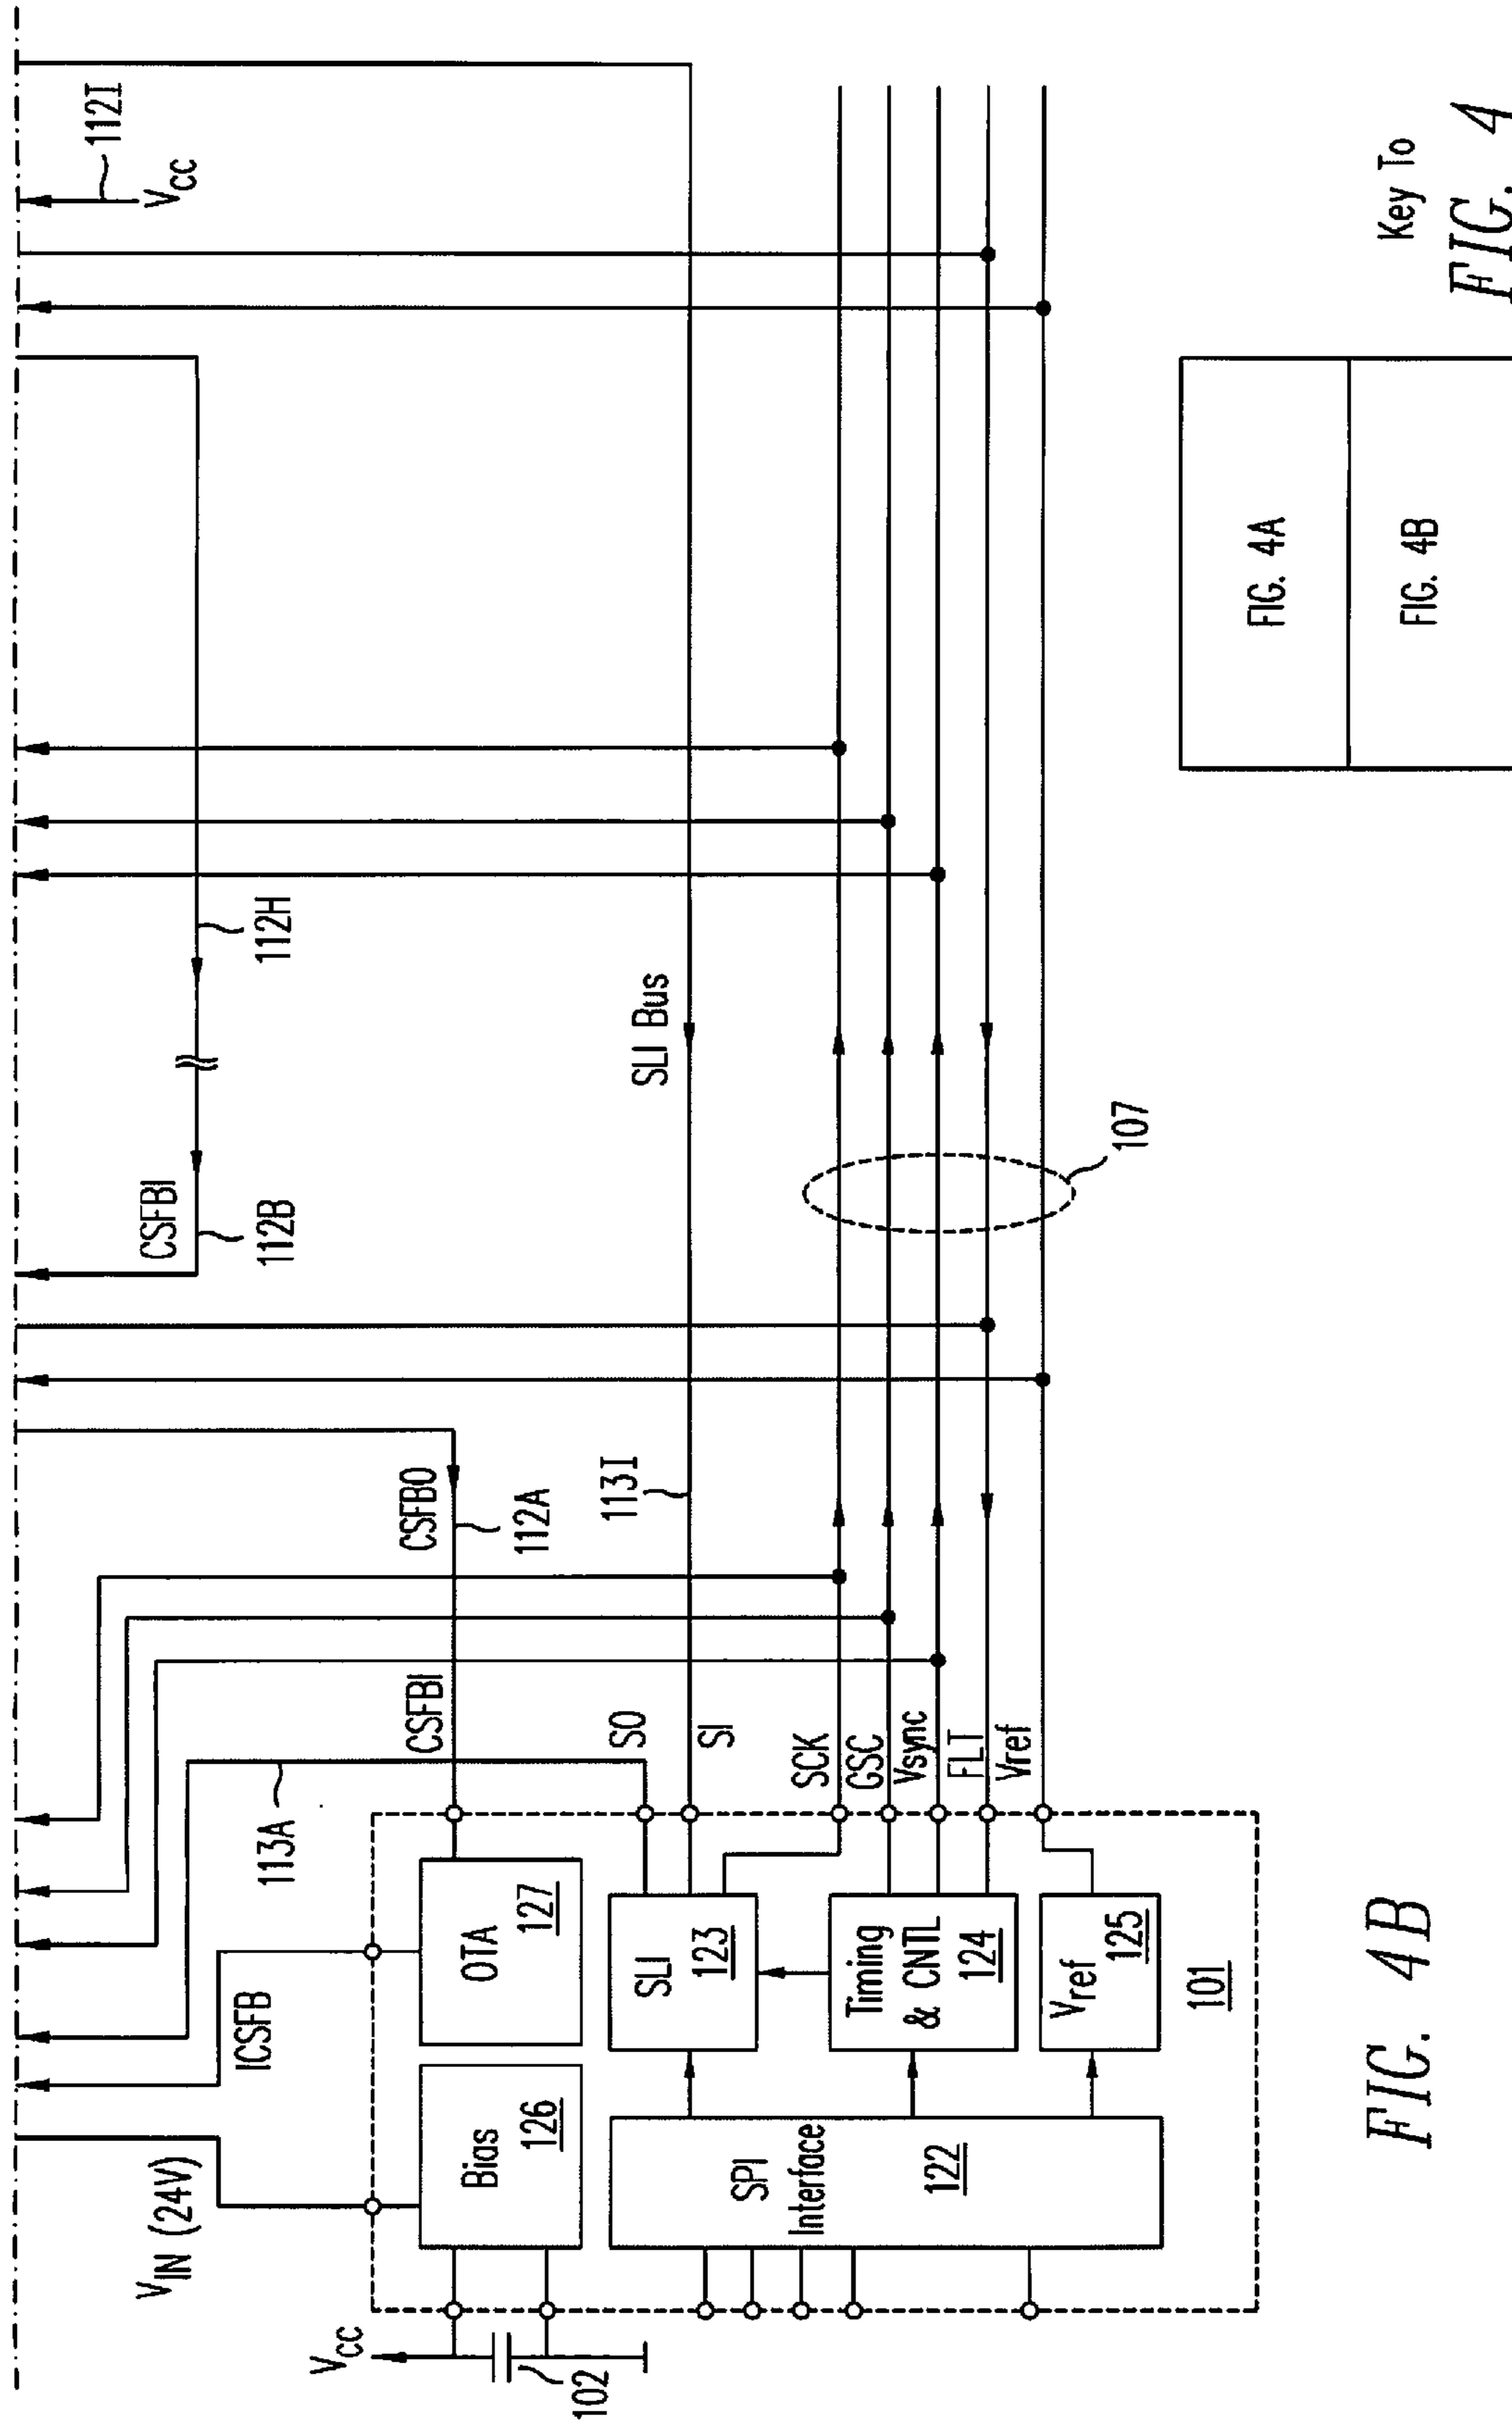 VIN (24V)
ICSFB
113A
CSFBI
CSFBO
112A
CSFBI
112B
112H
112I
VCC
VCC
102
Bias
126
OTA
127
SO
SI
113I
SLI Bus
SLI
123
SPI
Interface
122
Timing
& CNTL
124
Vref
125
101
SCK
GSC
Vsync
FLT
Vref
107
FIG. 4B
FIG. 4A
FIG. 4B
Key To
FIG. 4